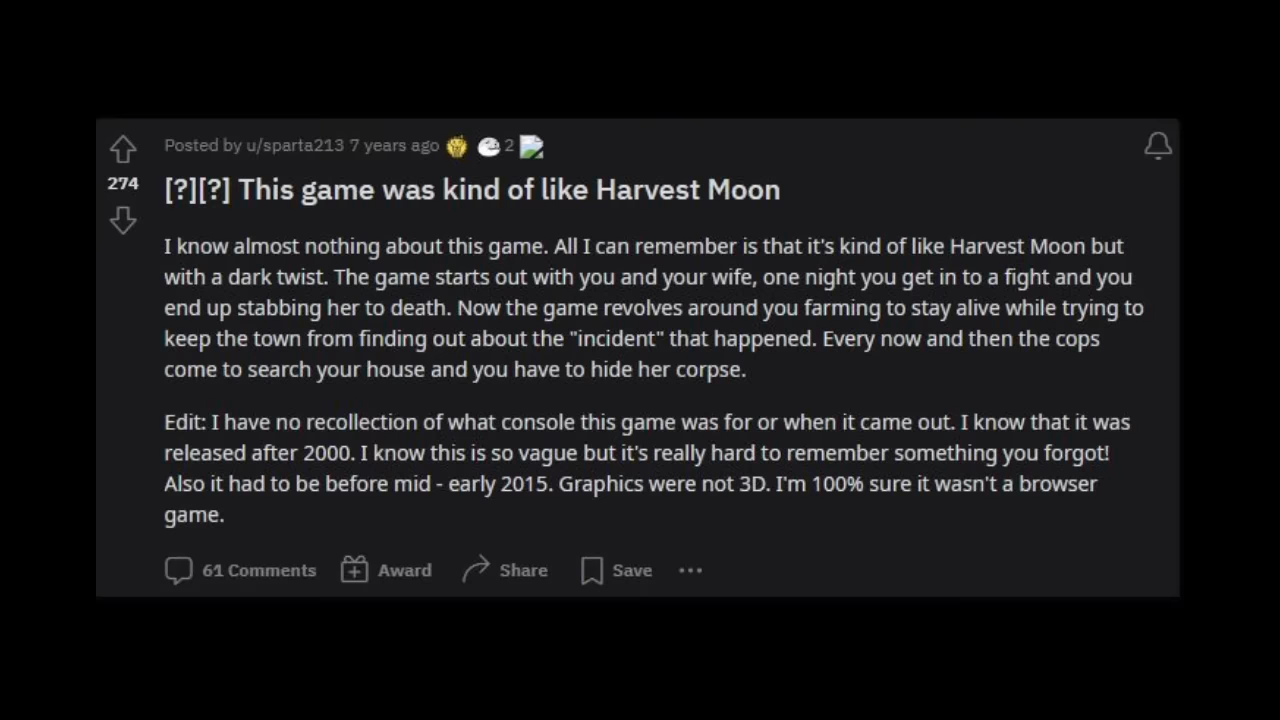 Posted by u/sparta213 7 years ago 2
274
[?][?] This game was kind of like Harvest Moon
I know almost nothing about this game. All I can remember is that it's kind of like Harvest Moon but
with a dark twist. The game starts out with you and your wife, one night you get in to a fight and you
end up stabbing her to death. Now the game revolves around you farming to stay alive while trying to
keep the town from finding out about the "incident" that happened. Every now and then the cops
come to search your house and you have to hide her corpse.
Edit: I have no recollection of what console this game was for or when it came out. I know that it was
released after 2000. I know this is so vague but it's really hard to remember something you forgot!
Also it had to be before mid - early 2015. Graphics were not 3D. I'm 100% sure it wasn't a browser
game.
61 Comments Award Share Save ...